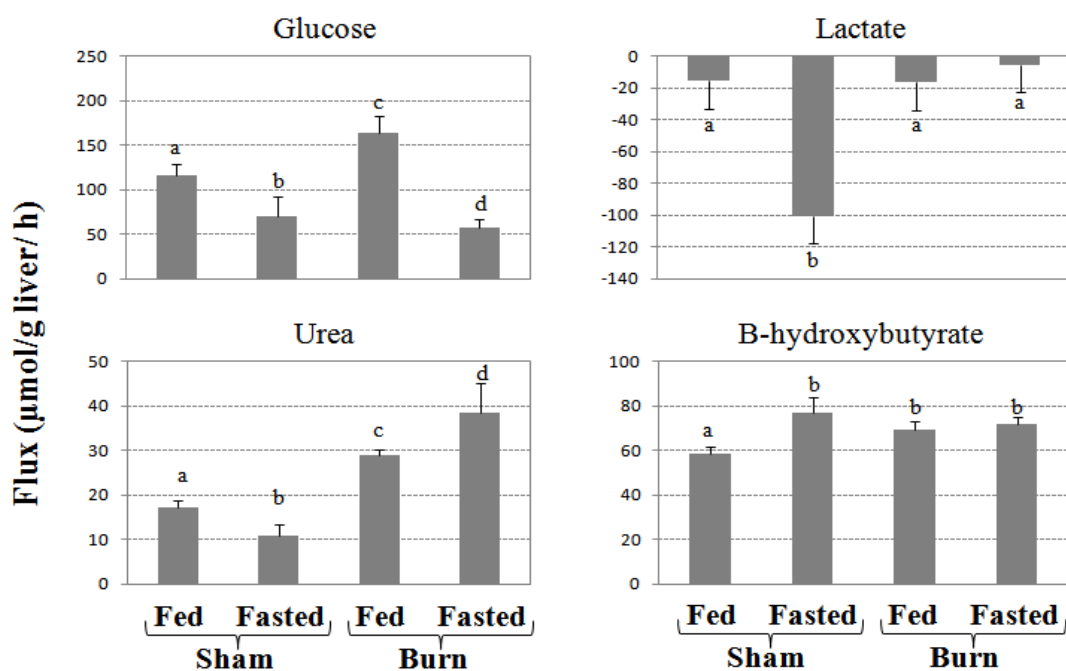 Flux (μmol/g liver/ h)
Glucose
250
200
150
100
50
0
a
b
c
d
Lactate
0
-20
-40
-60
-80
-100
-120
-140
a
b
a
a
Urea
50
40
30
20
10
0
a
b
c
d
B-hydroxybutyrate
100
80
60
40
20
0
a
b
b
b
Fed Fasted Fed Fasted
Sham Burn
Fed Fasted Fed Fasted
Sham Burn